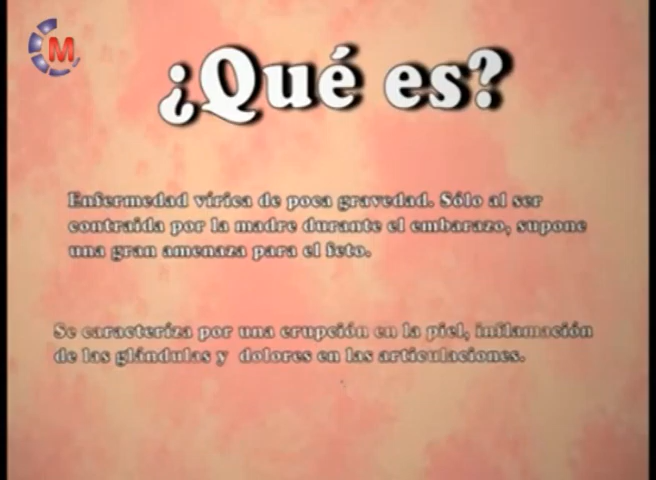 M
¿Qué es?
Enfermedad vírica de poca gravedad. Sólo al ser
contraida por la madre durante el embarazo, supone
una gran amenaza para el feto.
Se caracteriza por una erupción en la piel, inflamación
de las glándulas y dolores en las articulaciones.